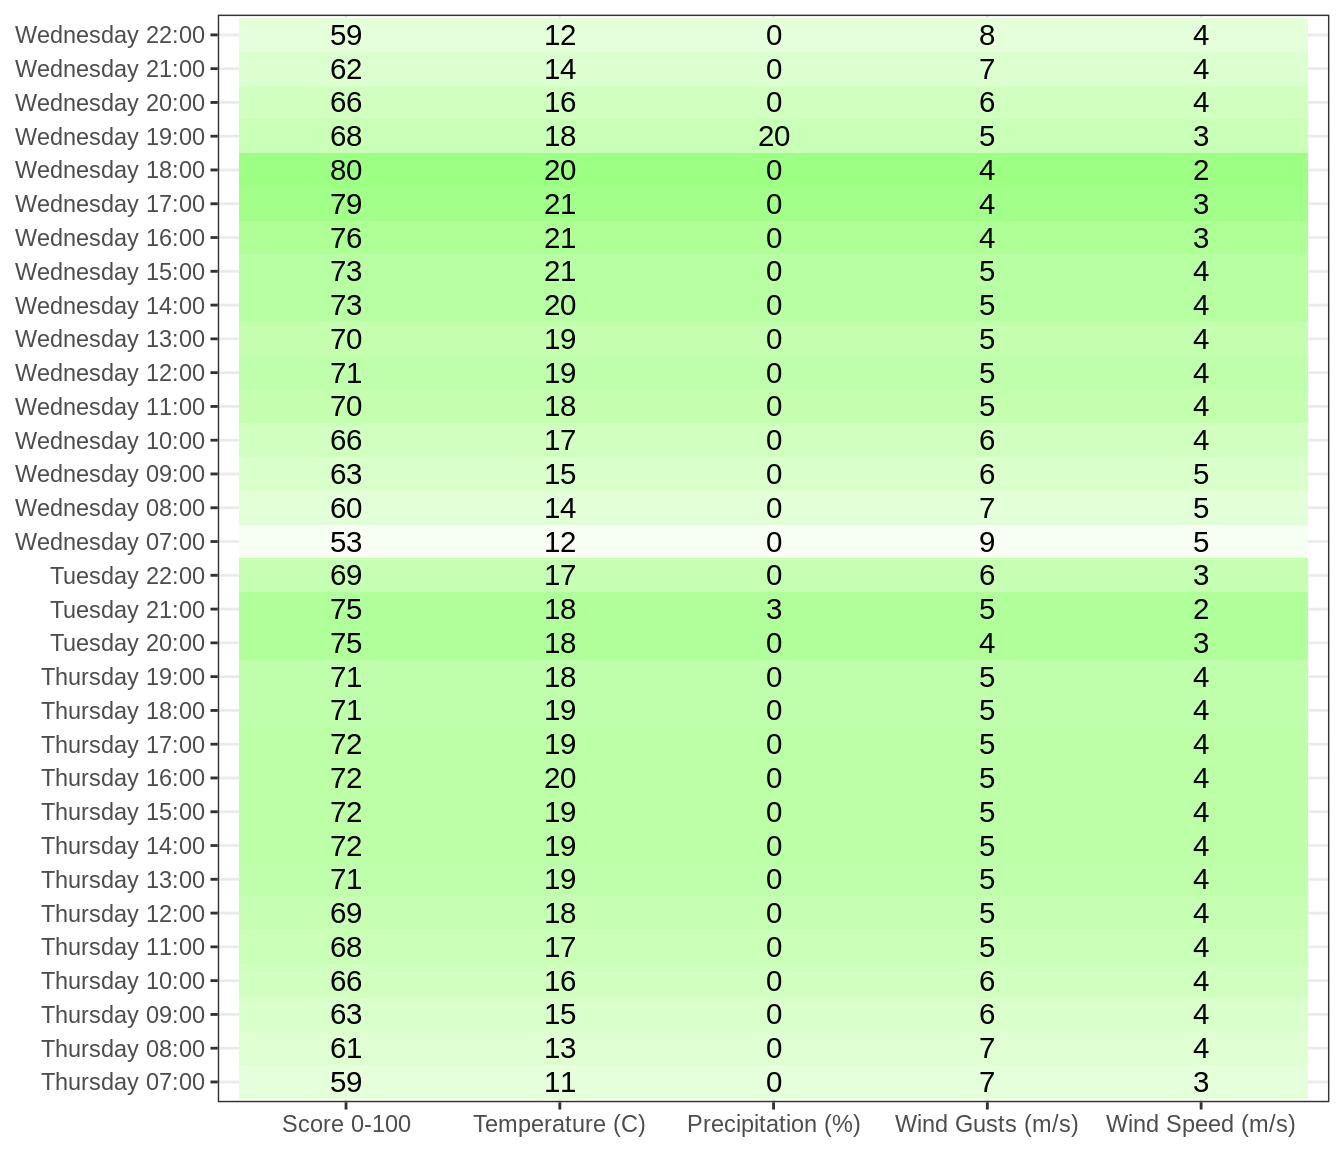 Wednesday 22:00 59 12 0 8 4
Wednesday 21:00 62 14 0 7 4
Wednesday 20:00 66 16 0 6 4
Wednesday 19:00 68 18 20 5 3
Wednesday 18:00 80 20 0 4 2
Wednesday 17:00 79 21 0 4 3
Wednesday 16:00 76 21 0 4 3
Wednesday 15:00 73 21 0 5 4
Wednesday 14:00 73 20 0 5 4
Wednesday 13:00 70 19 0 5 4
Wednesday 12:00 71 19 0 5 4
Wednesday 11:00 70 18 0 5 4
Wednesday 10:00 66 17 0 6 4
Wednesday 09:00 63 15 0 6 5
Wednesday 08:00 60 14 0 7 5
Wednesday 07:00 53 12 0 9 5
Tuesday 22:00 69 17 0 6 3
Tuesday 21:00 75 18 3 5 2
Tuesday 20:00 75 18 0 4 3
Thursday 19:00 71 18 0 5 4
Thursday 18:00 71 19 0 5 4
Thursday 17:00 72 19 0 5 4
Thursday 16:00 72 20 0 5 4
Thursday 15:00 72 19 0 5 4
Thursday 14:00 72 19 0 5 4
Thursday 13:00 71 19 0 5 4
Thursday 12:00 69 18 0 5 4
Thursday 11:00 68 17 0 5 4
Thursday 10:00 66 16 0 6 4
Thursday 09:00 63 15 0 6 4
Thursday 08:00 61 13 0 7 4
Thursday 07:00 59 11 0 7 3
Score 0-100 Temperature (C) Precipitation (%) Wind Gusts (m/s) Wind Speed (m/s)